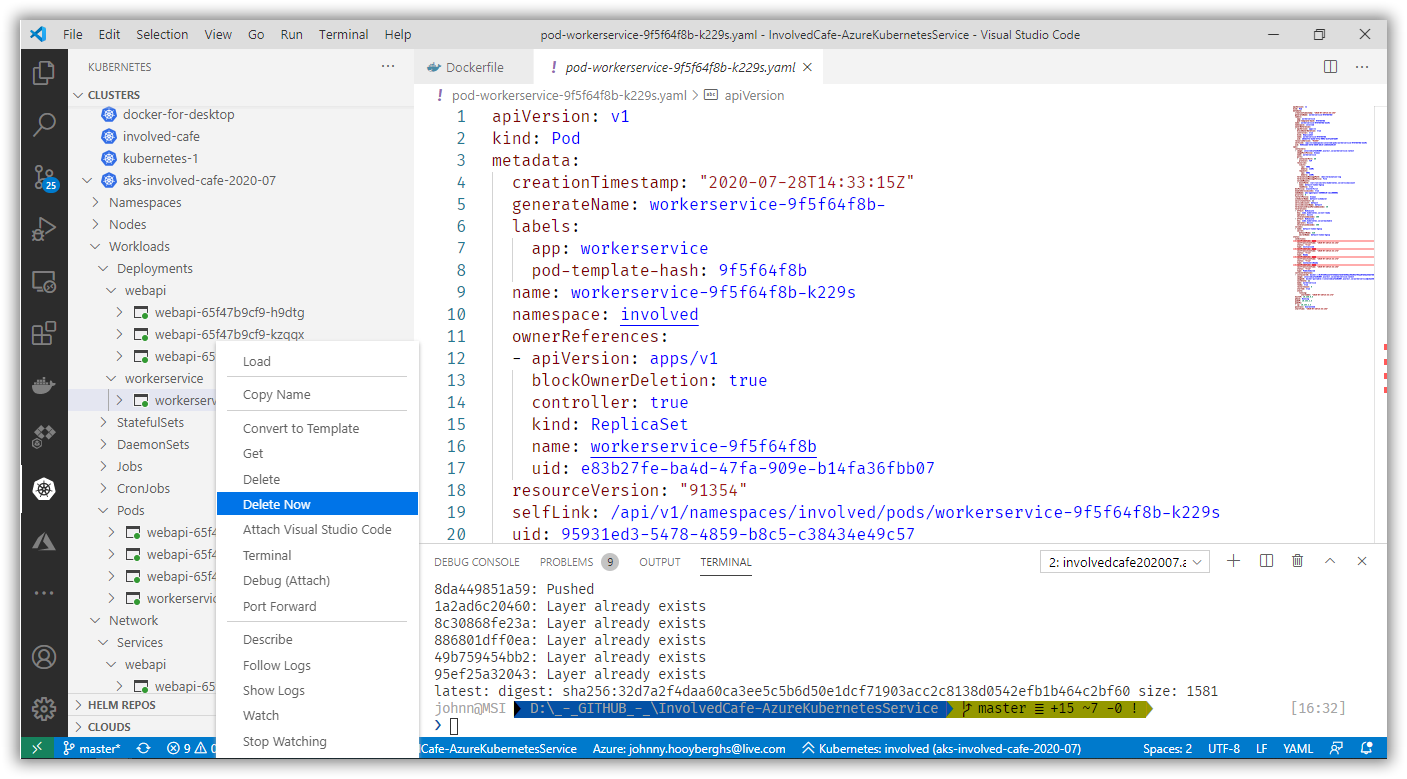 File Edit Selection View Go Run Terminal Help
pod-workerservice-9f5f64f8b-k229s.yaml - InvolvedCafe-AzureKubernetesService - Visual Studio Code
KUBERNETES
CLUSTERS
docker-for-desktop
involved-cafe
kubernetes-1
aks-involved-cafe-2020-07
Namespaces
Nodes
Workloads
Deployments
webapi
webapi-65f47b9cf9-h9dtg
webapi-65f47b9cf9-kzqqx
webapi-65
workerservice
workerserv
StatefulSets
DaemonSets
Jobs
CronJobs
Pods
webapi-65f4
webapi-65f4
webapi-65f4
workerservic
Network
Services
webapi
webapi-65
HELM REPOS
CLOUDS
25
Load
Copy Name
Convert to Template
Get
Delete
Delete Now
Attach Visual Studio Code
Terminal
Debug (Attach)
Port Forward
Describe
Follow Logs
Show Logs
Watch
Stop Watching
Dockerfile
! pod-workerservice-9f5f64f8b-k229s.yaml
! pod-workerservice-9f5f64f8b-k229s.yaml > abc apiVersion
1 apiVersion: v1
2 kind: Pod
3 metadata:
4 creationTimestamp: "2020-07-28T14:33:15Z"
5 generateName: workerservice-9f5f64f8b-
6 labels:
7 app: workerservice
8 pod-template-hash: 9f5f64f8b
9 name: workerservice-9f5f64f8b-k229s
10 namespace: involved
11 ownerReferences:
12 - apiVersion: apps/v1
13 blockOwnerDeletion: true
14 controller: true
15 kind: ReplicaSet
16 name: workerservice-9f5f64f8b
17 uid: e83b27fe-ba4d-47fa-909e-b14fa36fbb07
18 resourceVersion: "91354"
19 selfLink: /api/v1/namespaces/involved/pods/workerservice-9f5f64f8b-k229s
20 uid: 95931ed3-5478-4859-b8c5-c38434e49c57
DEBUG CONSOLE PROBLEMS 9 OUTPUT TERMINAL
2: involvedcafe202007.a
8da449851a59: Pushed
1a2ad6c20460: Layer already exists
8c30868fe23a: Layer already exists
886801dff0ea: Layer already exists
49b759454bb2: Layer already exists
95ef25a32043: Layer already exists
latest: digest: sha256:32d7a2f4daa60ca3ee5c5b6d50e1dcf71903acc2c8138d0542efb1b464c2bf60 size: 1581
johnn@MSI D:\_-_GITHUB_-_\InvolvedCafe-AzureKubernetesService master ≡ +15 ~7 -0 ! [16:32]
❯
master* 9 0 Cafe-AzureKubernetesService Azure: johnny.hooyberghs@live.com Kubernetes: involved (aks-involved-cafe-2020-07) Spaces: 2 UTF-8 LF YAML